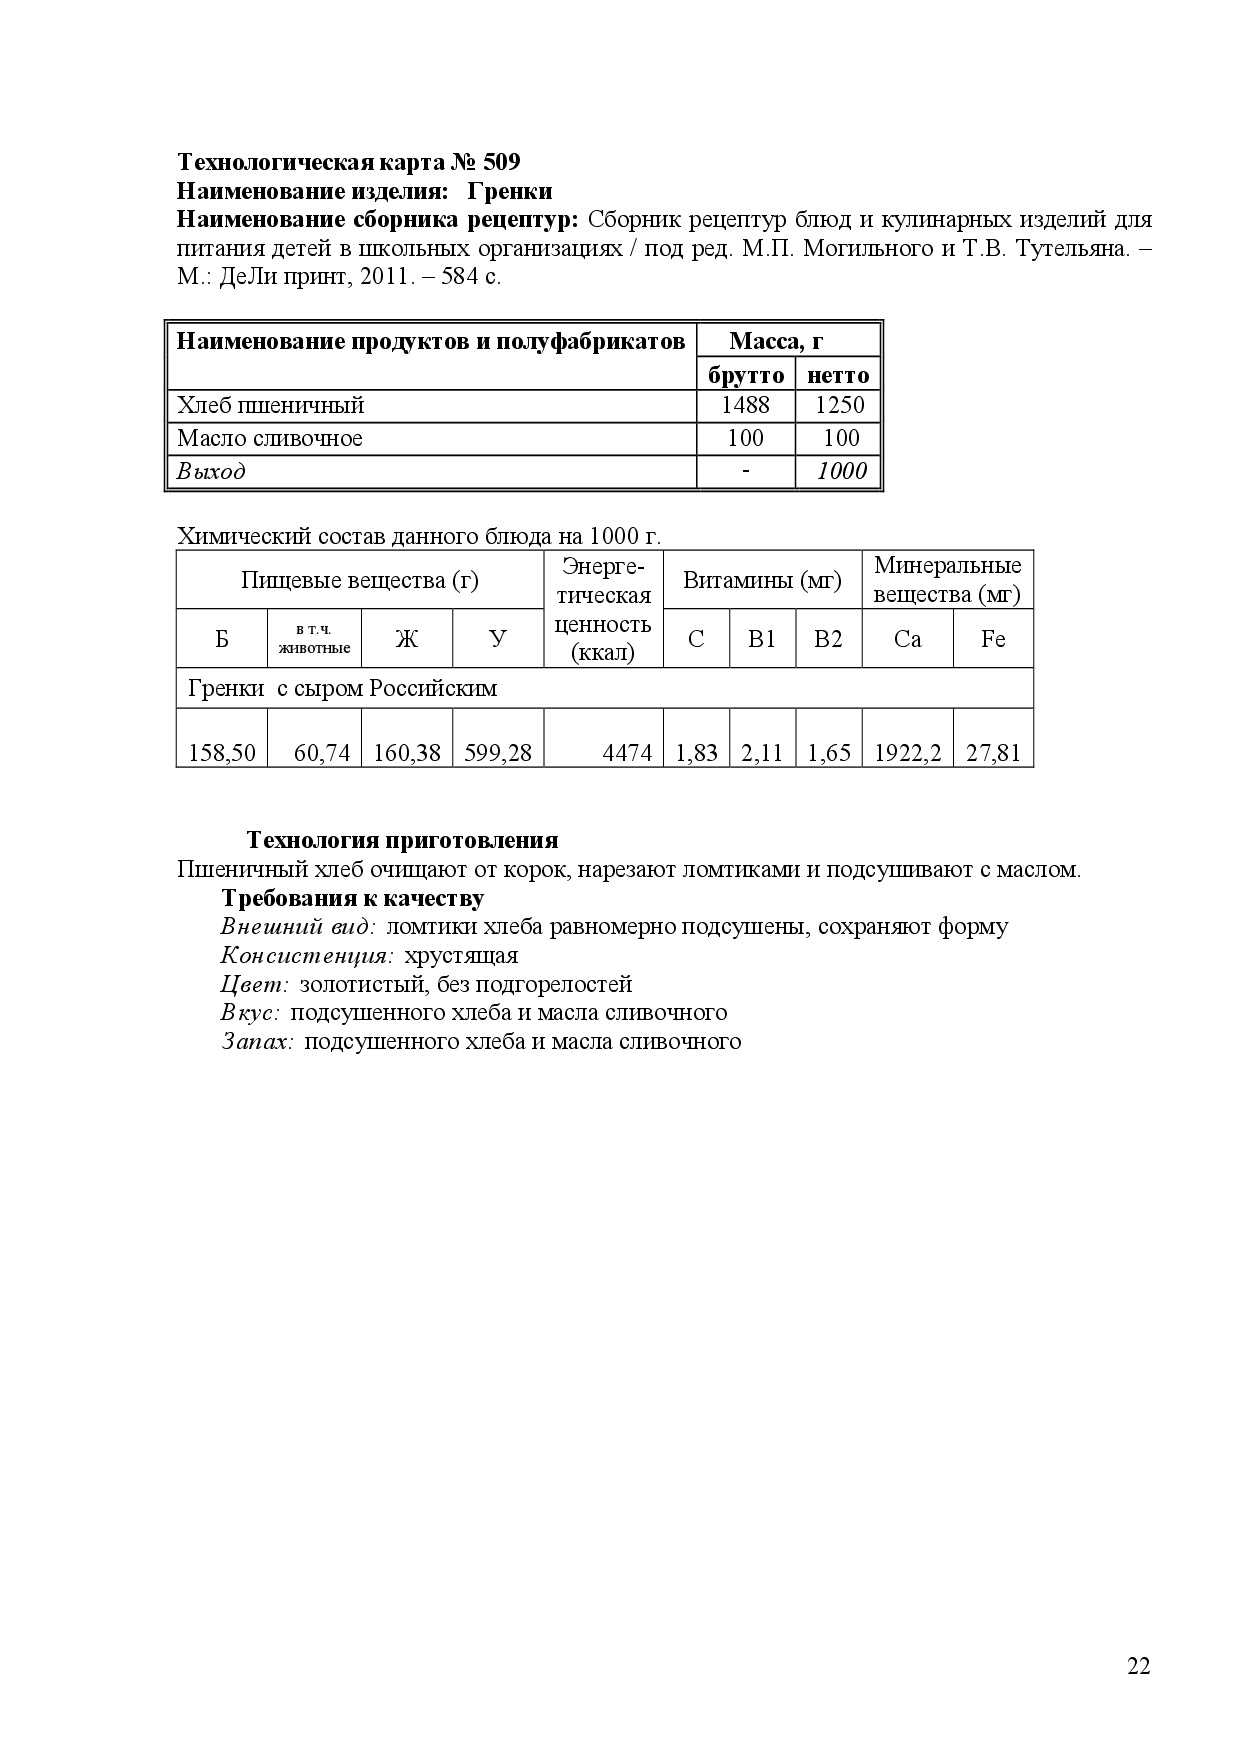 Технологическая карта № 509
Наименование изделия: Гренки
Наименование сборника рецептур: Сборник рецептур блюд и кулинарных изделий для
питания детей в школьных организациях / под ред. М.П. Могильного и Т.В. Тутельяна. –
М.: ДеЛи принт, 2011. – 584 с.
Наименование продуктов и полуфабрикатов Масса, г
брутто нетто
Хлеб пшеничный 1488 1250
Масло сливочное 100 100
Выход - 1000
Химический состав данного блюда на 1000 г.
Пищевые вещества (г) Энерге-
тическая
ценность
(ккал) Витамины (мг) Минеральные
вещества (мг)
Б в т.ч.
животные Ж У С В1 В2 Са Fe
Гренки с сыром Российским
158,50 60,74 160,38 599,28 4474 1,83 2,11 1,65 1922,2 27,81
Технология приготовления
Пшеничный хлеб очищают от корок, нарезают ломтиками и подсушивают с маслом.
Требования к качеству
Внешний вид: ломтики хлеба равномерно подсушены, сохраняют форму
Консистенция: хрустящая
Цвет: золотистый, без подгорелостей
Вкус: подсушенного хлеба и масла сливочного
Запах: подсушенного хлеба и масла сливочного
22